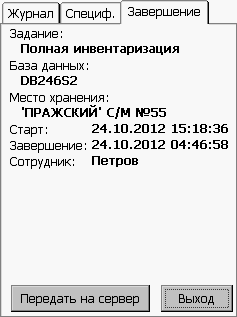 Журнал Специф. Завершение
Задание:
Полная инвентаризация
База данных:
DB246S2
Место хранения:
'ПРАЖСКИЙ' С/М №55
Старт: 24.10.2012 15:18:36
Завершение: 24.10.2012 04:46:58
Сотрудник: Петров
Передать на сервер Выход